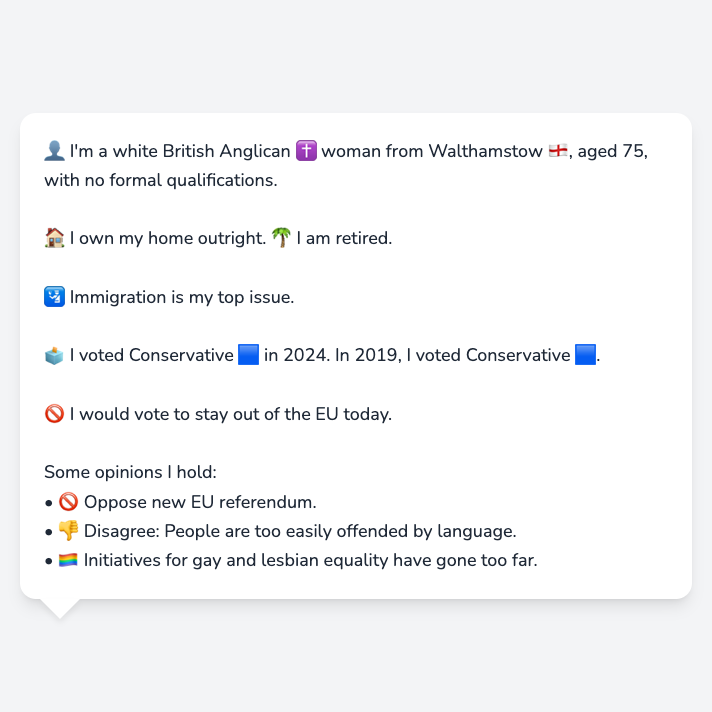 👤 I'm a white British Anglican ✝️ woman from Walthamstow 🏴󠁧󠁢󠁥󠁮󠁧󠁿, aged 75,
with no formal qualifications.
🏠 I own my home outright. 🌴 I am retired.
🛂 Immigration is my top issue.
🗳️ I voted Conservative 🟦 in 2024. In 2019, I voted Conservative 🟦.
🚫 I would vote to stay out of the EU today.
Some opinions I hold:
• 🚫 Oppose new EU referendum.
• 👎 Disagree: People are too easily offended by language.
• 🏳️‍🌈 Initiatives for gay and lesbian equality have gone too far.